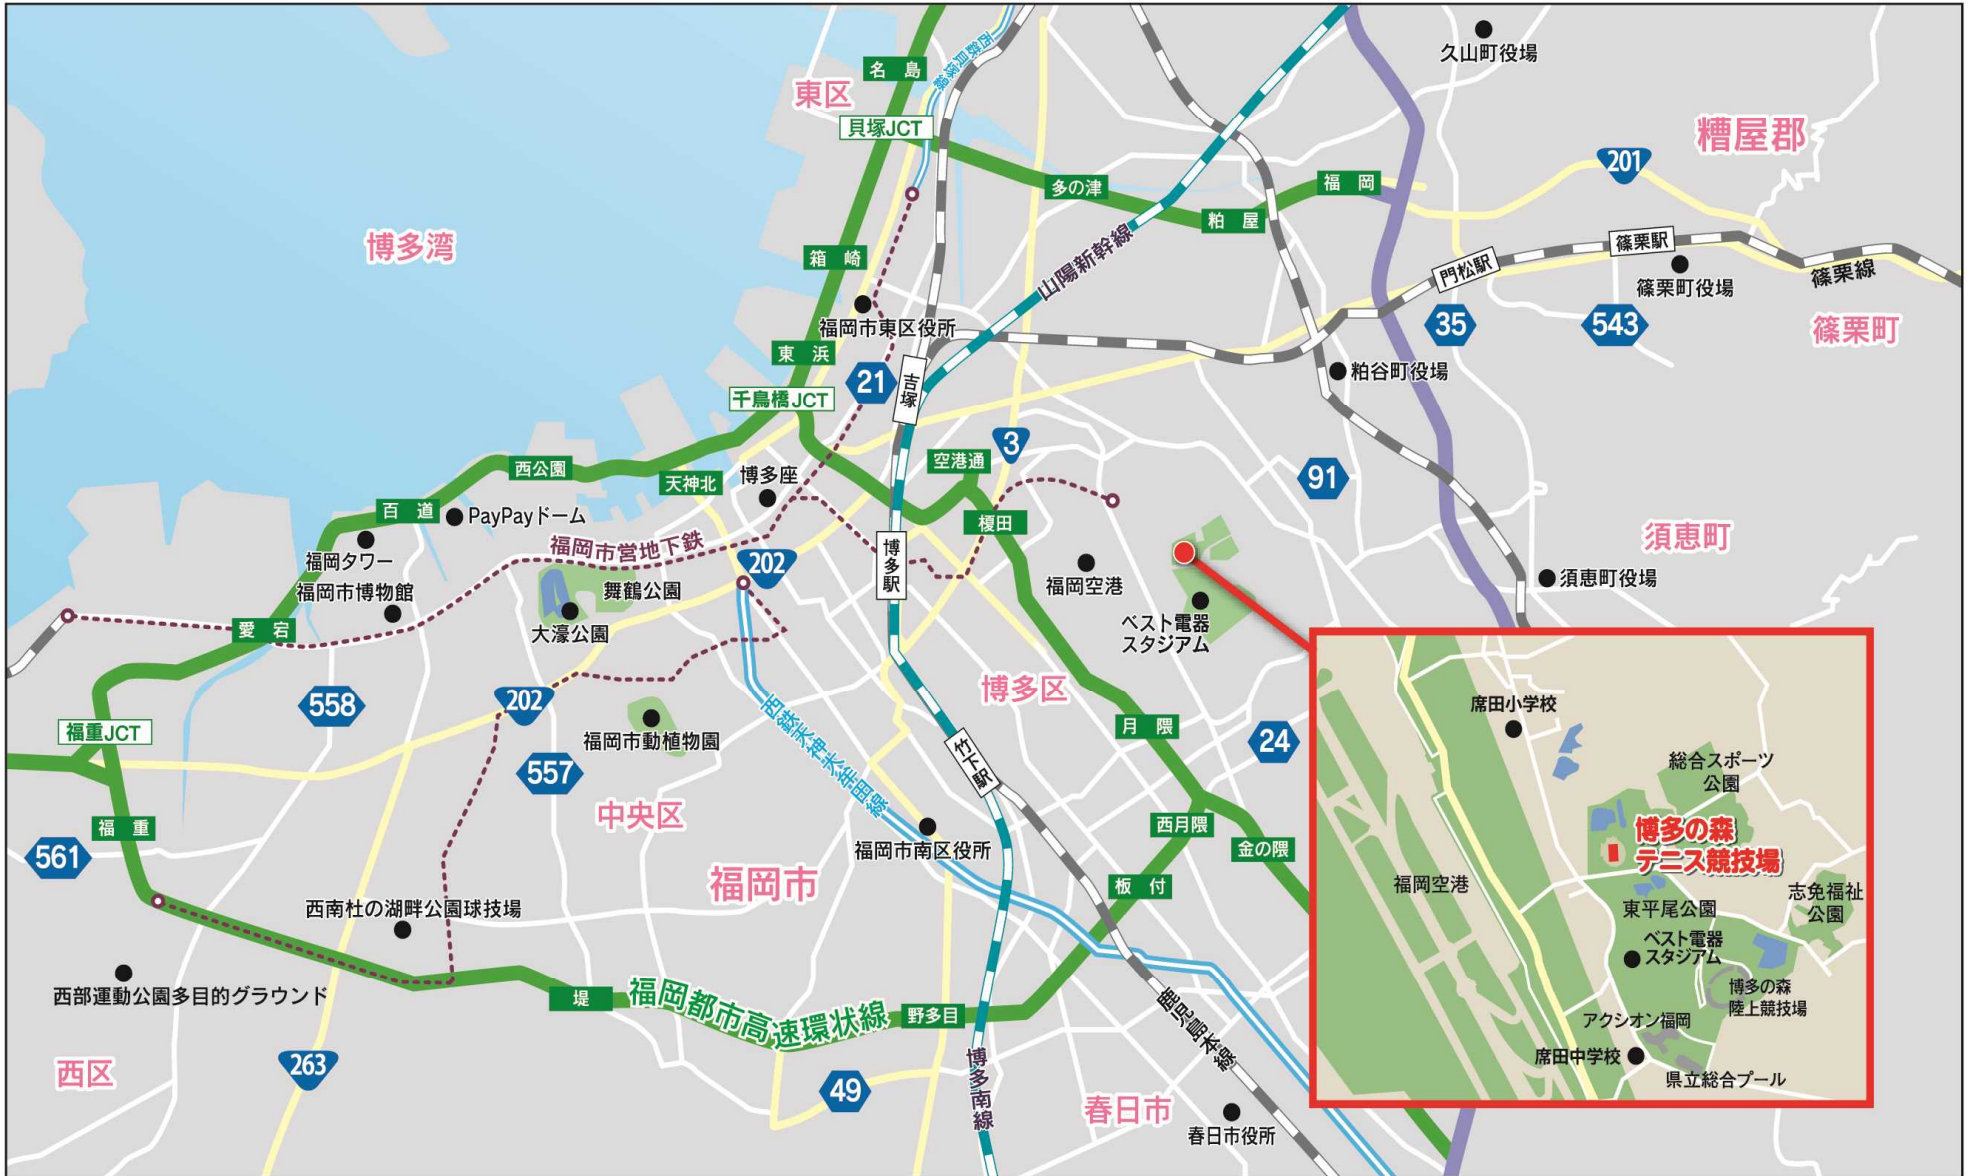 久山町役場
名島
西鉄貝塚線
東区
貝塚JCT
糟屋郡
201
多の津
福岡
粕屋
博多湾
箱崎
山陽新幹線
門松駅
篠栗駅
篠栗線
篠栗町役場
福岡市東区役所
35
543
篠栗町
東浜
21
吉塚
粕谷町役場
千鳥橋JCT
3
空港通
西公園
天神北
博多座
91
百道
PayPayドーム
榎田
須恵町
福岡タワー
福岡市営地下鉄
202
博多駅
福岡空港
須恵町役場
福岡市博物館
舞鶴公園
大濠公園
ベスト電器
スタジアム
愛宕
558
202
博多区
西鉄天神大牟田線
福重JCT
福岡市動植物園
557
竹下駅
月隈
24
中央区
福重
561
福岡市南区役所
西月隈
金の隈
福岡市
板付
西南杜の湖畔公園球技場
西部運動公園多目的グラウンド
堤
福岡都市高速環状線
野多目
鹿児島本線
西区
263
博多南線
49
春日市
春日市役所
席田小学校
総合スポーツ
公園
博多の森
テニス競技場
福岡空港
志免福祉
公園
東平尾公園
ベスト電器
スタジアム
博多の森
陸上競技場
アクシオン福岡
席田中学校
県立総合プール